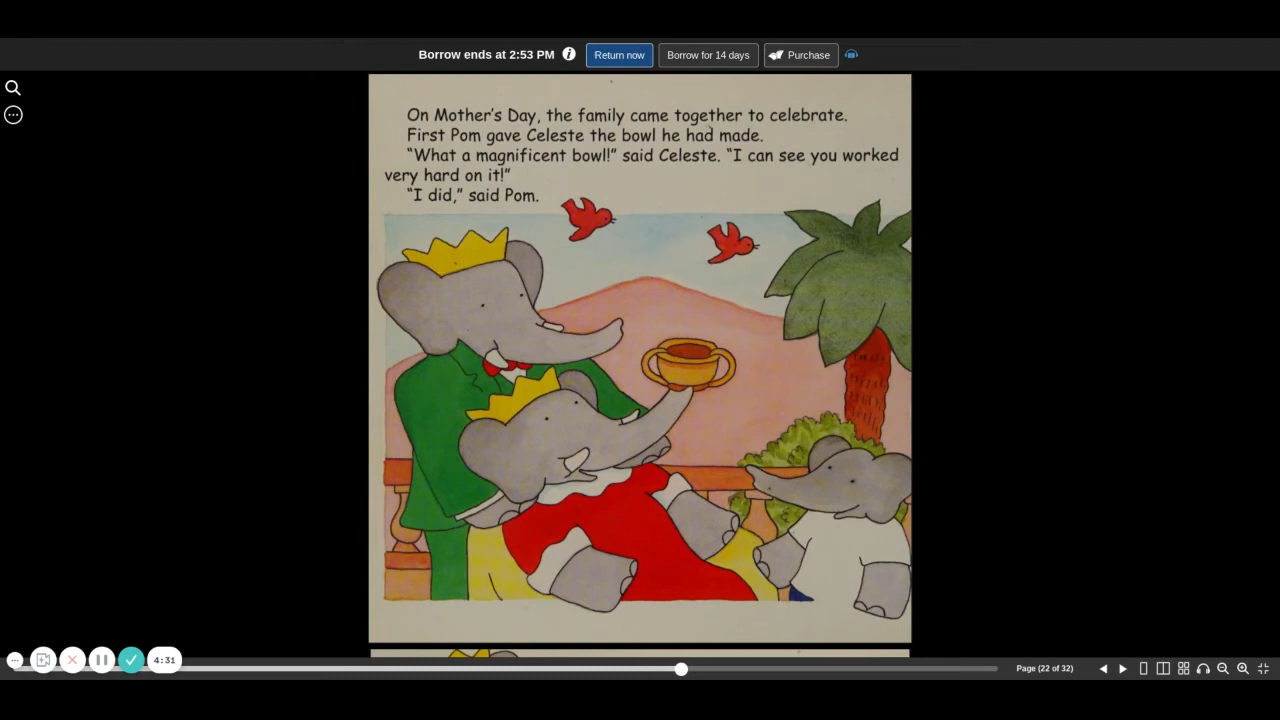 Borrow ends at 2:53 PM
Return now
Borrow for 14 days
Purchase
On Mother's Day, the family came together to celebrate.
First Pom gave Celeste the bowl he had made.
“What a magnificent bowl!” said Celeste. “I can see you worked
very hard on it!”
“I did,” said Pom.
4:31
Page (22 of 32)